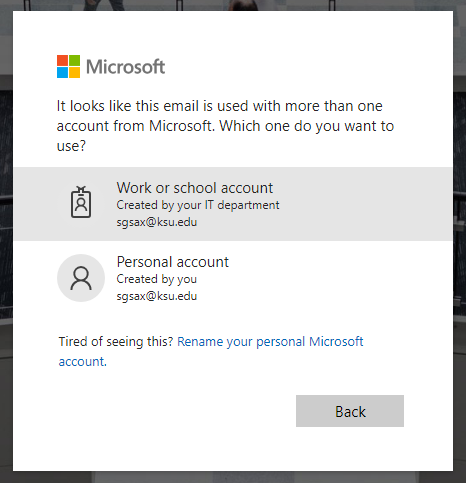 Microsoft
It looks like this email is used with more than one
account from Microsoft. Which one do you want to
use?
Work or school account
Created by your IT department
sgsax@ksu.edu
Personal account
Created by you
sgsax@ksu.edu
Tired of seeing this? Rename your personal Microsoft
account.
Back